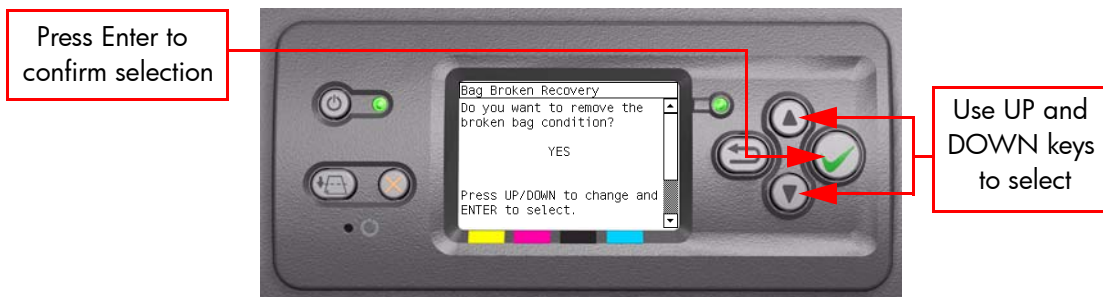 Press Enter to
confirm selection
Bag Broken Recovery
Do you want to remove the
broken bag condition?
YES
Press UP/DOWN to change and
ENTER to select.
Use UP and
DOWN keys
to select